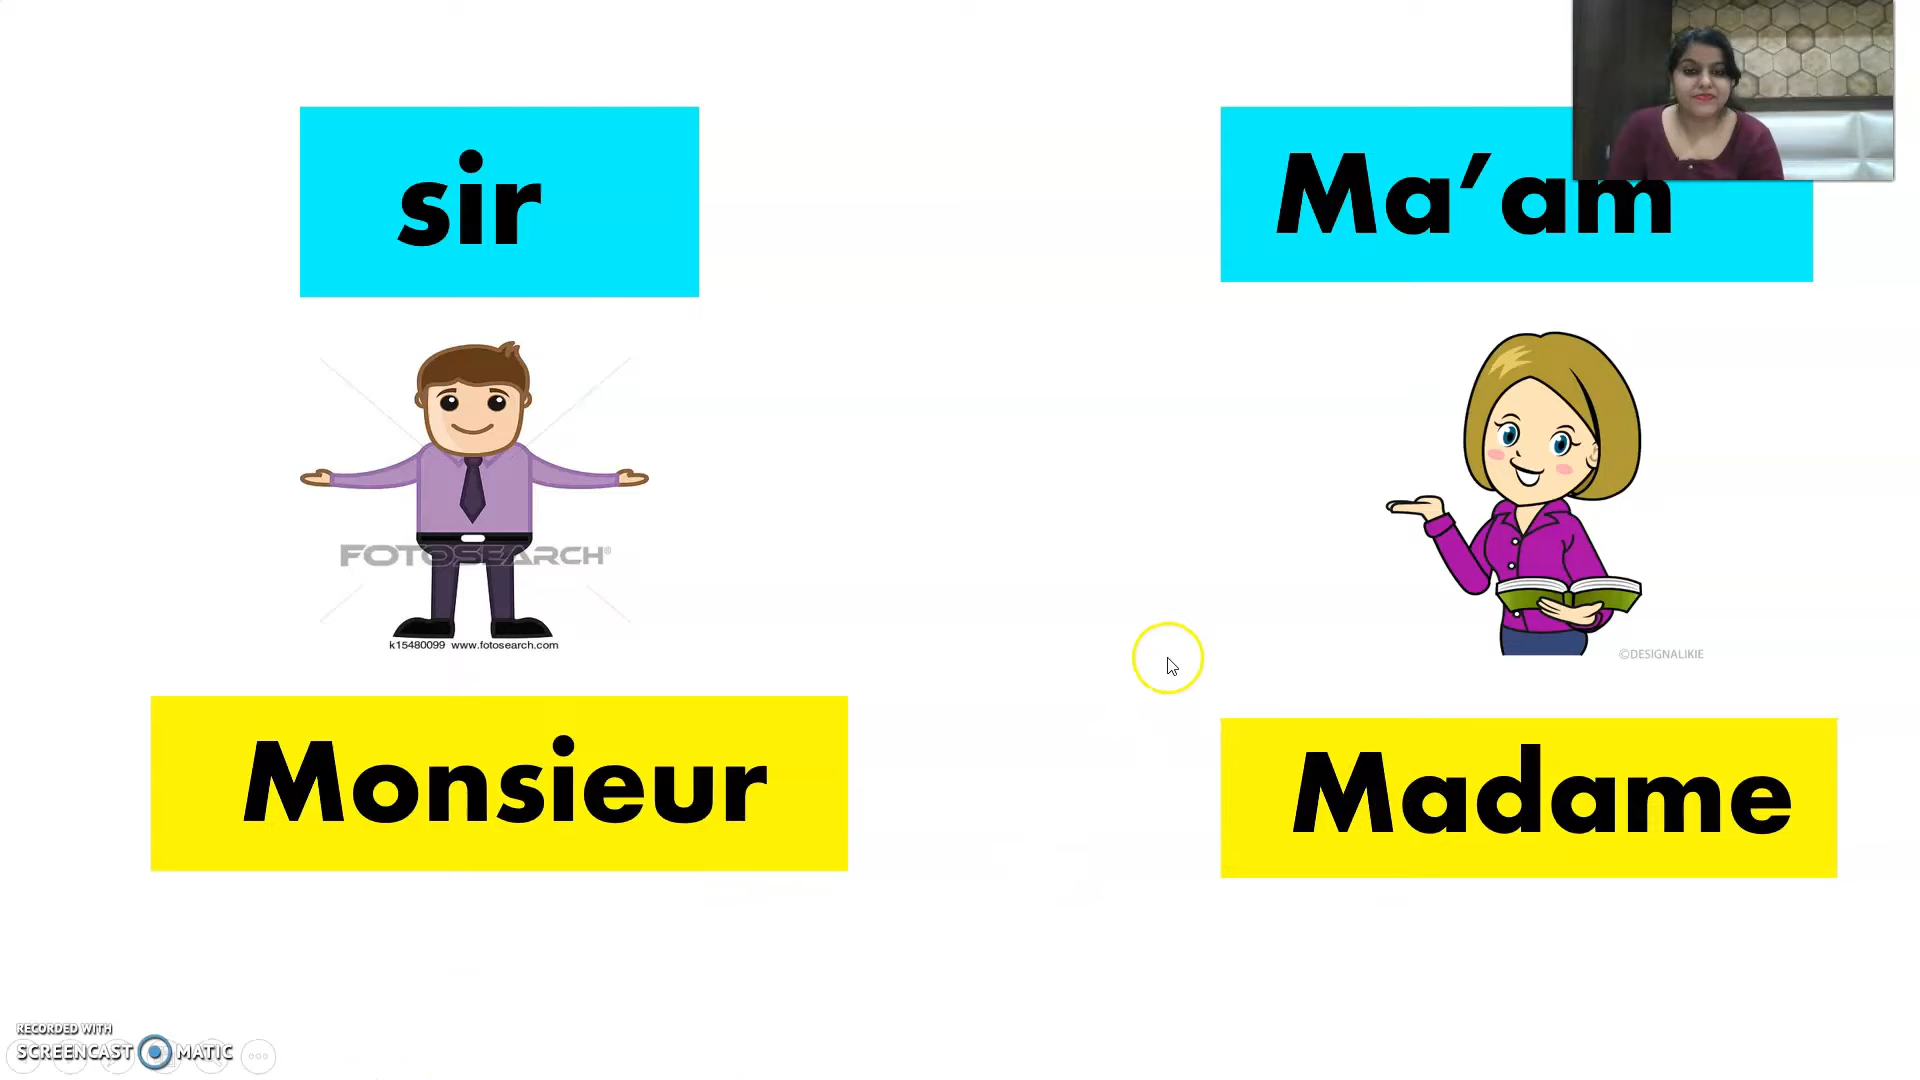 sir
Ma’am
FOTOSEARCH®
k15480099 www.fotosearch.com
©DESIGNALIKIE
Monsieur
Madame
RECORDED WITH
SCREENCAST MATIC